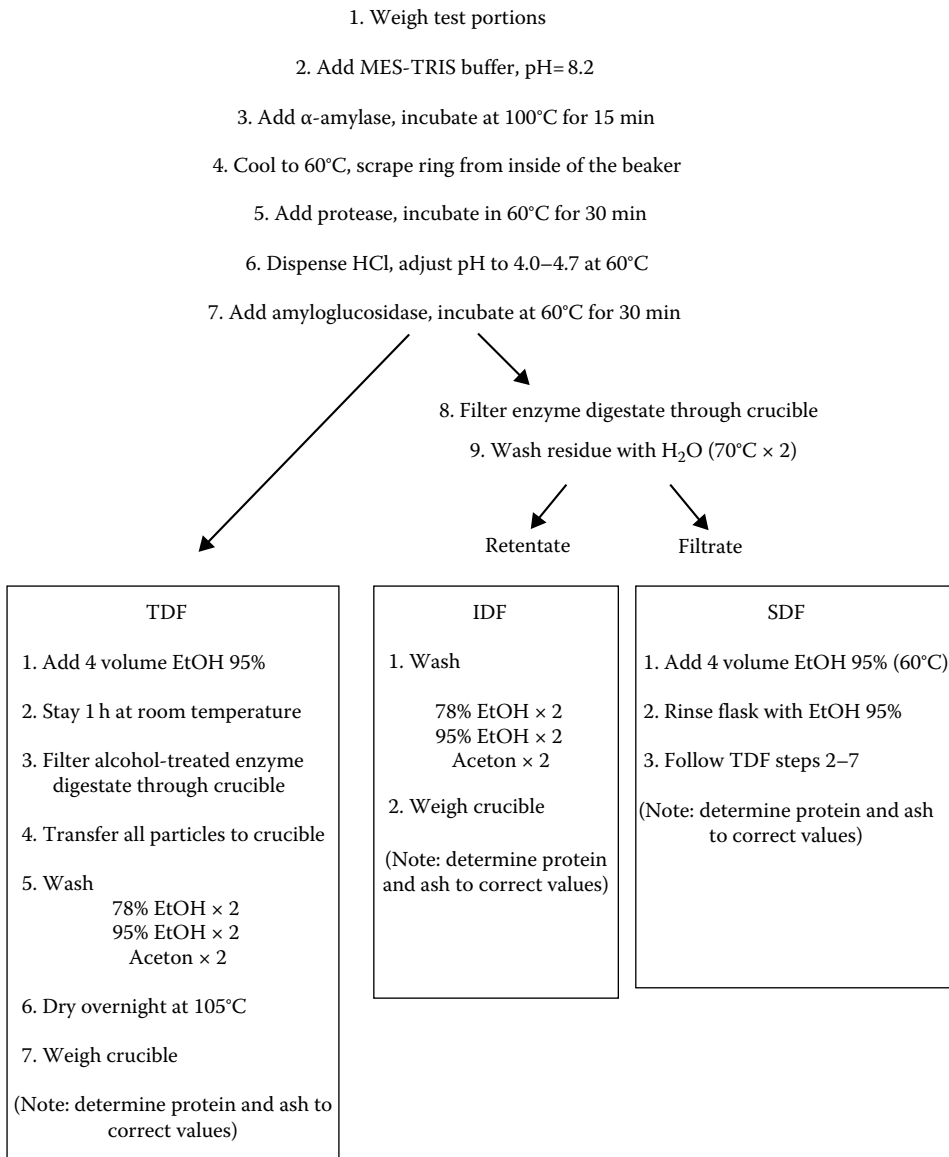 1. Weigh test portions
2. Add MES-TRIS buffer, pH= 8.2
3. Add α-amylase, incubate at 100°C for 15 min
4. Cool to 60°C, scrape ring from inside of the beaker
5. Add protease, incubate in 60°C for 30 min
6. Dispense HCl, adjust pH to 4.0–4.7 at 60°C
7. Add amyloglucosidase, incubate at 60°C for 30 min
8. Filter enzyme digestate through crucible
9. Wash residue with H₂O (70°C × 2)
Retentate
Filtrate
TDF
1. Add 4 volume EtOH 95%
2. Stay 1 h at room temperature
3. Filter alcohol-treated enzyme
digestate through crucible
4. Transfer all particles to crucible
5. Wash
78% EtOH × 2
95% EtOH × 2
Aceton × 2
6. Dry overnight at 105°C
7. Weigh crucible
(Note: determine protein and ash to
correct values)
IDF
1. Wash
78% EtOH × 2
95% EtOH × 2
Aceton × 2
2. Weigh crucible
(Note: determine protein
and ash to correct values)
SDF
1. Add 4 volume EtOH 95% (60°C)
2. Rinse flask with EtOH 95%
3. Follow TDF steps 2–7
(Note: determine protein and ash
to correct values)